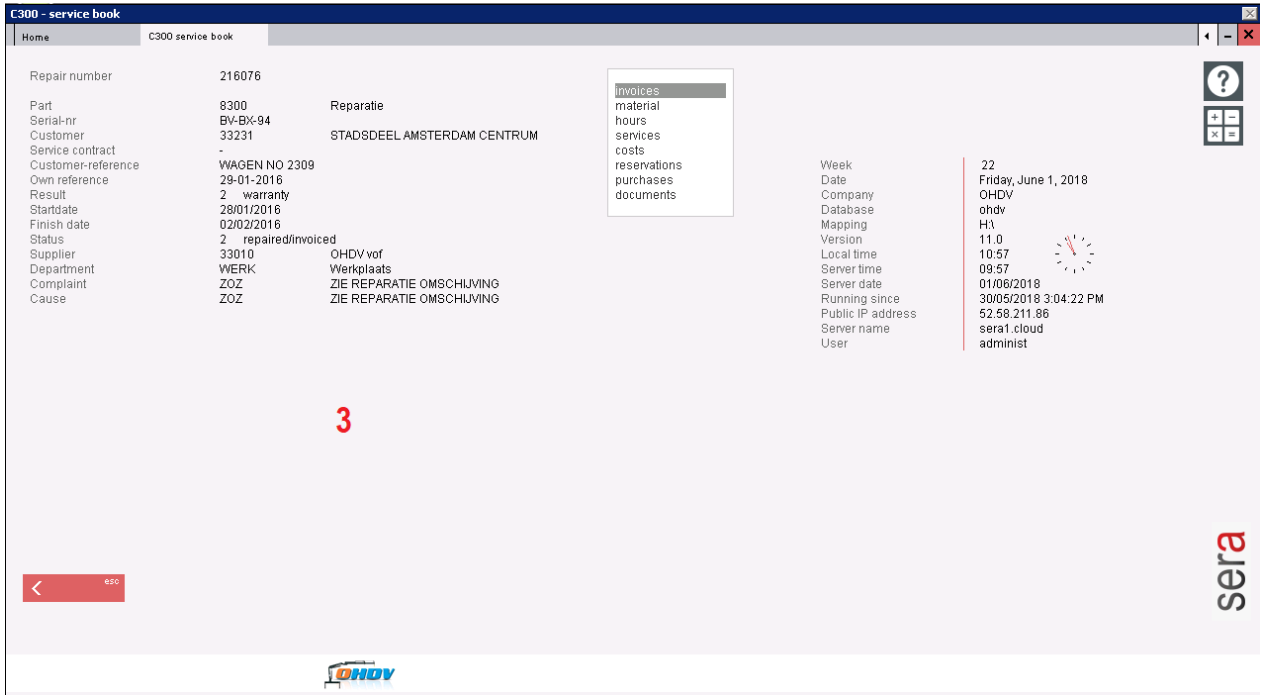 C300 - service book
Home C300 service book
Repair number 216076
Part 8300 Reparatie
Serial-nr BV-BX-94
Customer 33231 STADSDEEL AMSTERDAM CENTRUM
Service contract -
Customer-reference WAGEN NO 2309
Own reference 29-01-2016
Result 2 warranty
Startdate 28/01/2016
Finish date 02/02/2016
Status 2 repaired/invoiced
Supplier 33010 OHDV vof
Department WERK Werkplaats
Complaint ZOZ ZIE REPARATIE OMSCHIJVING
Cause ZOZ ZIE REPARATIE OMSCHIJVING
invoices
material
hours
services
costs
reservations
purchases
documents
?
+ -
× =
Week 22
Date Friday, June 1, 2018
Company OHDV
Database ohdv
Mapping H:\
Version 11.0
Local time 10:57
Server time 09:57
Server date 01/06/2018
Running since 30/05/2018 3:04:22 PM
Public IP address 52.58.211.86
Server name sera1.cloud
User administ
3
esc
sera
OHDV